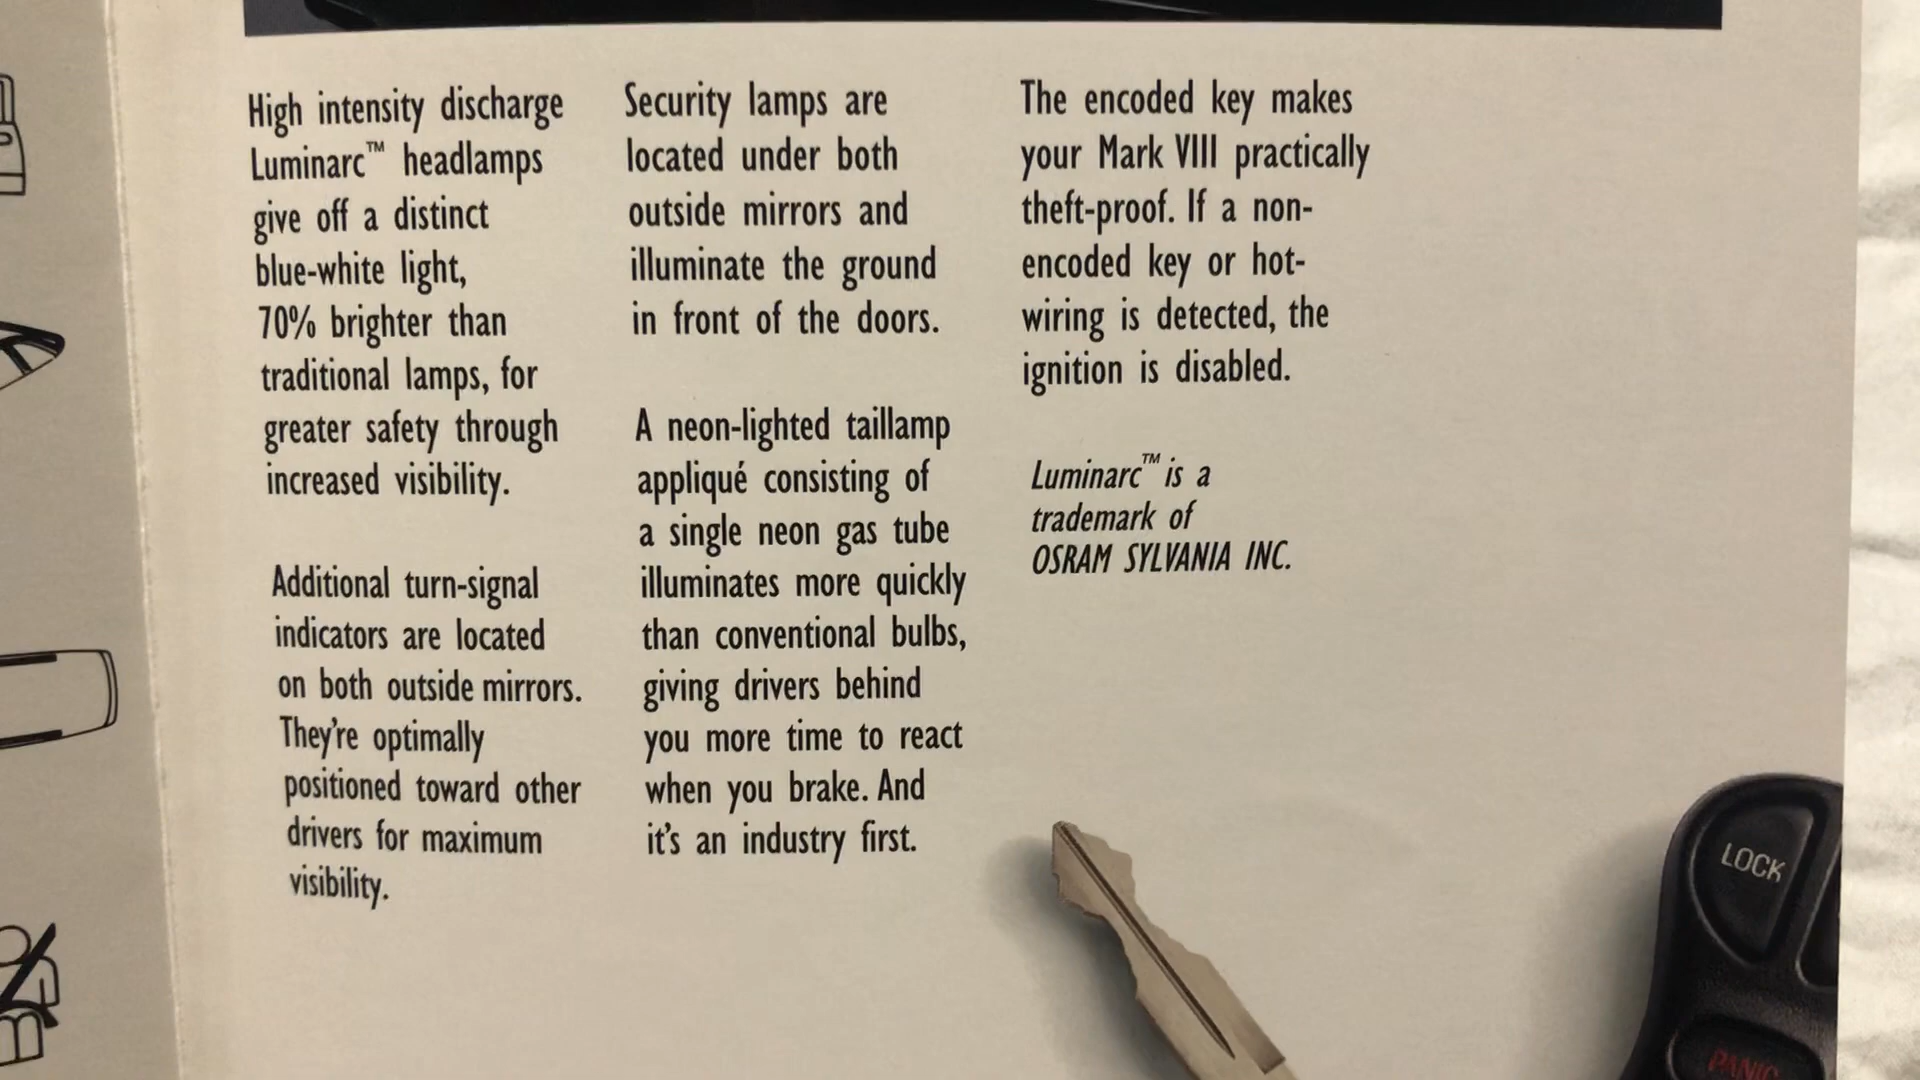 High intensity discharge
Luminarc™ headlamps
give off a distinct
blue-white light,
70% brighter than
traditional lamps, for
greater safety through
increased visibility.
Additional turn-signal
indicators are located
on both outside mirrors.
They're optimally
positioned toward other
drivers for maximum
visibility.
Security lamps are
located under both
outside mirrors and
illuminate the ground
in front of the doors.
A neon-lighted taillamp
appliqué consisting of
a single neon gas tube
illuminates more quickly
than conventional bulbs,
giving drivers behind
you more time to react
when you brake. And
it's an industry first.
The encoded key makes
your Mark VIII practically
theft-proof. If a non-
encoded key or hot-
wiring is detected, the
ignition is disabled.
Luminarc™ is a
trademark of
OSRAM SYLVANIA INC.
LOCK
PANIC